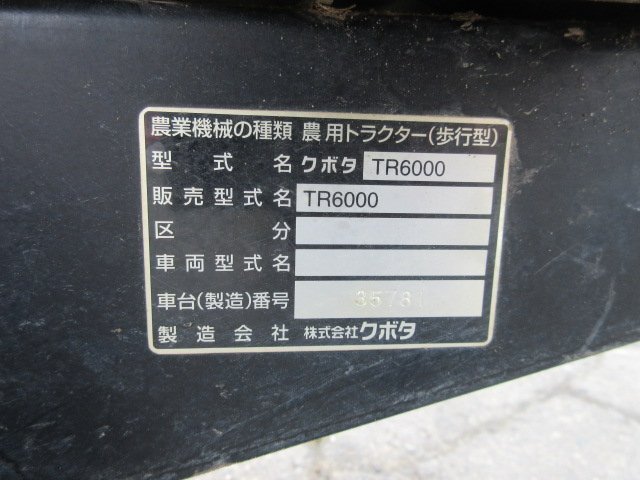 農業機械の種類 農用トラクター(歩行型)
型式名 クボタ TR6000
販売型式名 TR6000
区分
車両型式名
車台(製造)番号 35781
製造会社 株式会社クボタ